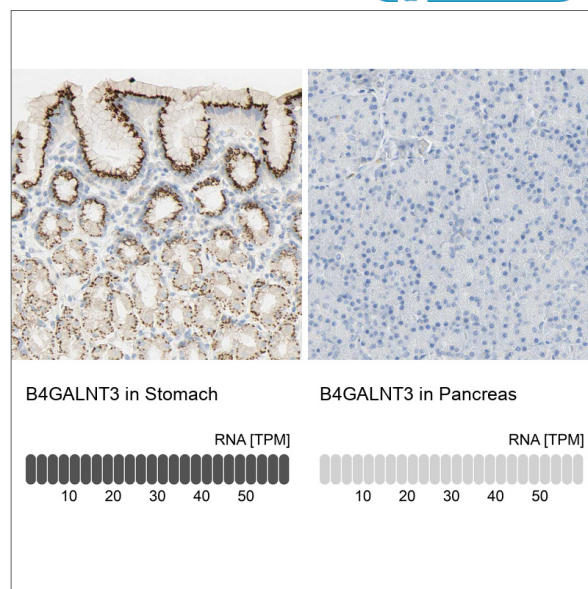 B4GALNT3 in Stomach
RNA [TPM]
10 20 30 40 50
B4GALNT3 in Pancreas
RNA [TPM]
10 20 30 40 50